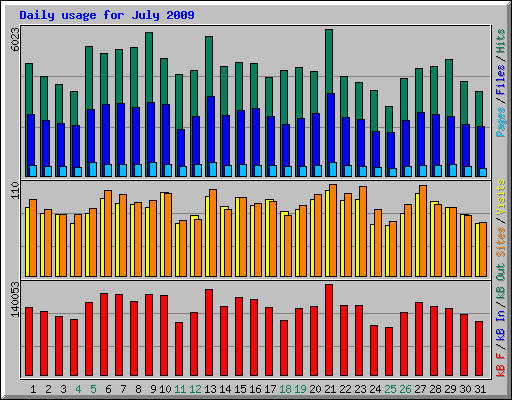 Daily usage for July 2009
6023
Pages / Files / Hits
110
Sites / Visits
140053
kB F / kB In / kB Out
1 2 3 4 5 6 7 8 9 10 11 12 13 14 15 16 17 18 19 20 21 22 23 24 25 26 27 28 29 30 31